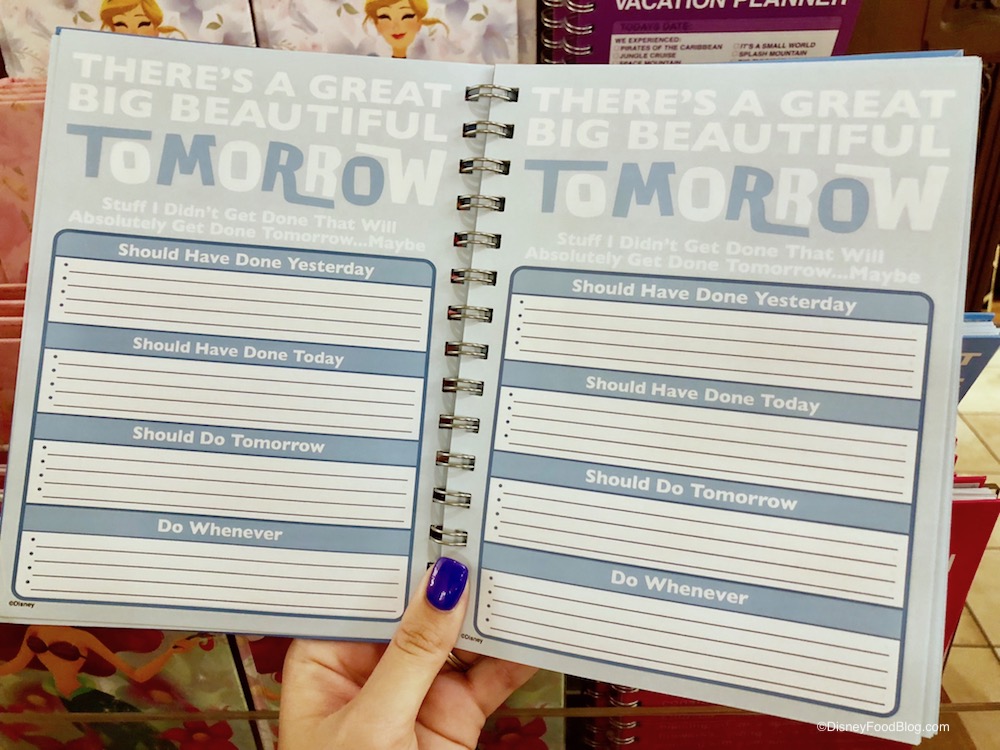 VACATION PLANNER
TODAYS DATE:
WE EXPERIENCED:
PIRATES OF THE CARIBBEAN
IT'S A SMALL WORLD
JUNGLE CRUISE
SPLASH MOUNTAIN
SPACE MOUNTAIN
THERE'S A GREAT
BIG BEAUTIFUL
TOMORROW
Stuff I Didn't Get Done That Will
Absolutely Get Done Tomorrow...Maybe
Should Have Done Yesterday
Should Have Done Today
Should Do Tomorrow
Do Whenever
©Disney
THERE'S A GREAT
BIG BEAUTIFUL
TOMORROW
Stuff I Didn't Get Done That Will
Absolutely Get Done Tomorrow...Maybe
Should Have Done Yesterday
Should Have Done Today
Should Do Tomorrow
Do Whenever
©Disney
©DisneyFoodBlog.com